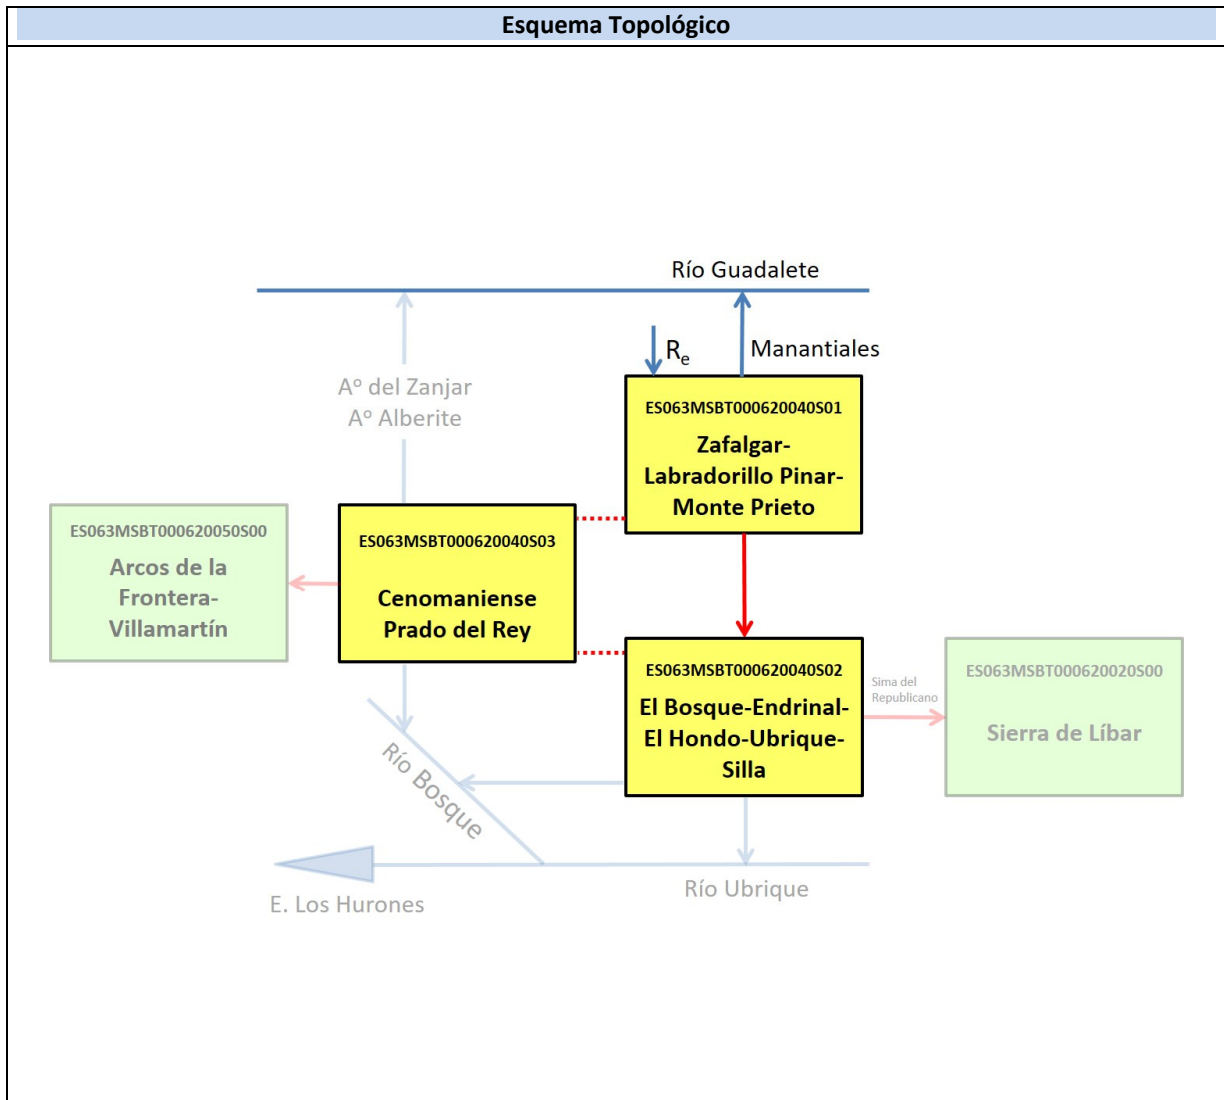 Esquema Topológico
Río Guadalete
Re
Manantiales
Aº del Zanjar
Aº Alberite
ES063MSBT000620040S01
Zafalgar-
Labradorillo Pinar-
Monte Prieto
ES063MSBT000620050S00
Arcos de la
Frontera-
Villamartín
ES063MSBT000620040S03
Cenomaniense
Prado del Rey
ES063MSBT000620040S02
El Bosque-Endrinal-
El Hondo-Ubrique-
Silla
Sima del
Republicano
ES063MSBT000620020S00
Sierra de Líbar
Río Bosque
Río Ubrique
E. Los Hurones